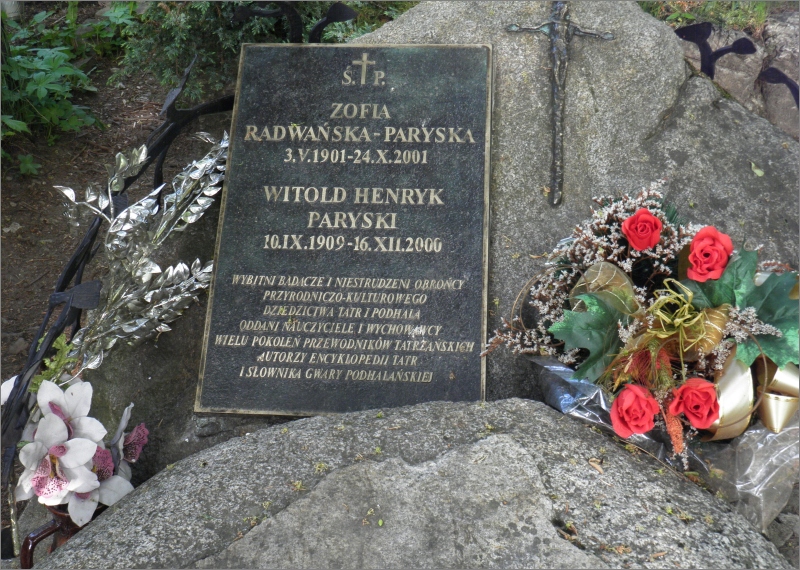 Ś.†P.
ZOFIA
RADWAŃSKA-PARYSKA
3.V.1901-24.X.2001
WITOLD HENRYK
PARYSKI
10.IX.1909-16.XII.2000
WYBITNI BADACZE I NIESTRUDZENI OBROŃCY
PRZYRODNICZO-KULTUROWEGO
DZIEDZICTWA TATR I PODHALA
ODDANI NAUCZYCIELE I WYCHOWAWCY
WIELU POKOLEŃ PRZEWODNIKÓW TATRZAŃSKICH
AUTORZY ENCYKLOPEDII TATR
I SŁOWNIKA GWARY PODHALAŃSKIEJ